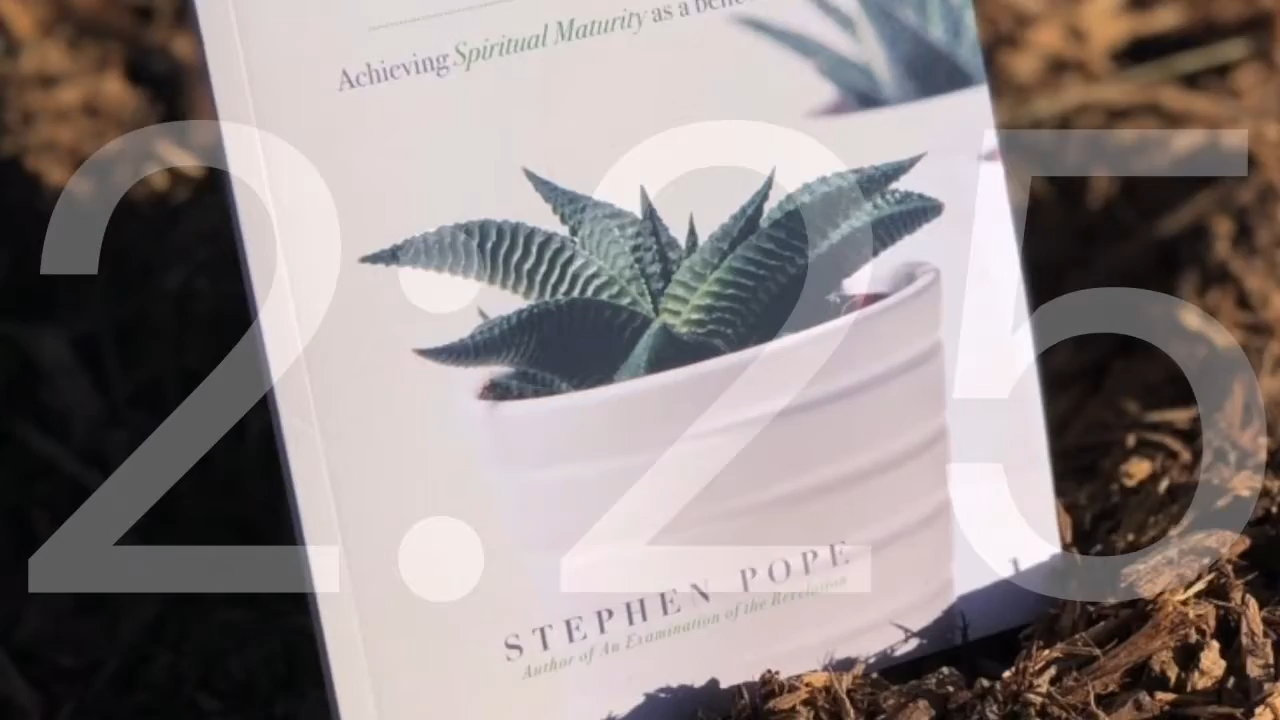 Achieving Spiritual Maturity as a
2:25
STEPHEN POPE
Author of An Examination of the Revelation